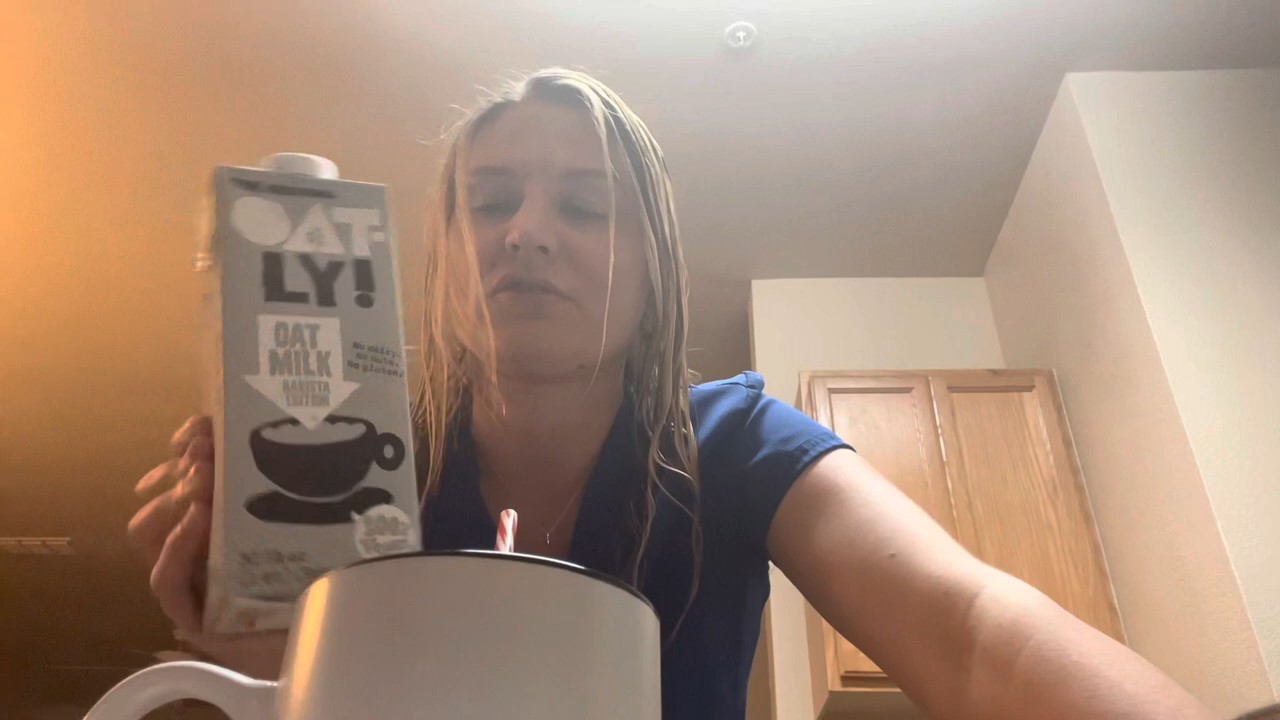 OAT-
LY!
OAT
MILK
BARISTA
EDITION
No dairy.
No nuts.
No gluten.